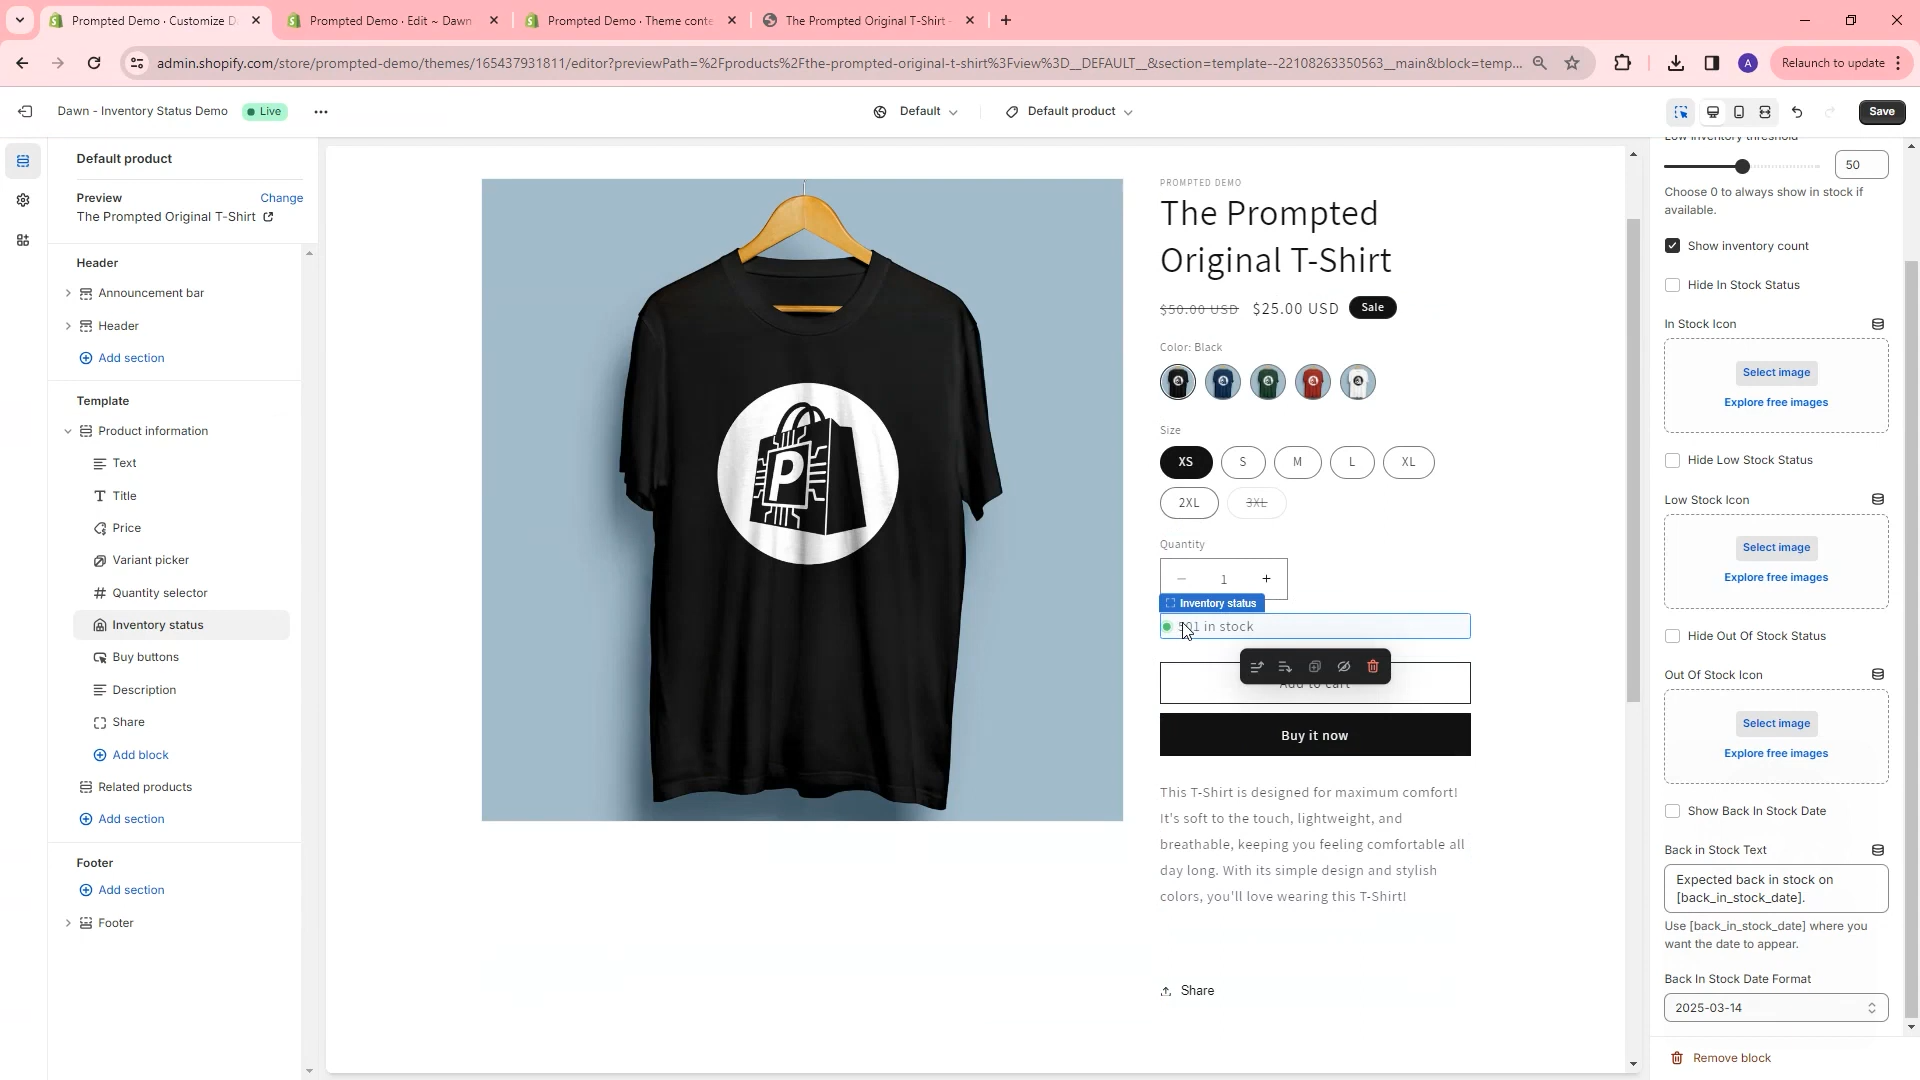 Prompted Demo · Customize D
Prompted Demo · Edit ~ Dawn
Prompted Demo · Theme conte
The Prompted Original T-Shirt -
admin.shopify.com/store/prompted-demo/themes/165437931811/editor?previewPath=%2Fproducts%2Fthe-prompted-original-t-shirt%3Fview%3D__DEFAULT__&section=template--22108263350563__main&block=temp...
A
Relaunch to update
Dawn - Inventory Status Demo
Live
Default
Default product
Save
Default product
Preview
Change
The Prompted Original T-Shirt
Header
Announcement bar
Header
Add section
Template
Product information
Text
Title
Price
Variant picker
Quantity selector
Inventory status
Buy buttons
Description
Share
Add block
Related products
Add section
Footer
Add section
Footer
P
PROMPTED DEMO
The Prompted
Original T-Shirt
$50.00 USD $25.00 USD Sale
Color: Black
Size
XS S M L XL
2XL 3XL
Quantity
1
Inventory status
in stock
Add to cart
Buy it now
This T-Shirt is designed for maximum comfort!
It's soft to the touch, lightweight, and
breathable, keeping you feeling comfortable all
day long. With its simple design and stylish
colors, you'll love wearing this T-Shirt!
Share
Low inventory threshold
50
Choose 0 to always show in stock if
available.
Show inventory count
Hide In Stock Status
In Stock Icon
Select image
Explore free images
Hide Low Stock Status
Low Stock Icon
Select image
Explore free images
Hide Out Of Stock Status
Out Of Stock Icon
Select image
Explore free images
Show Back In Stock Date
Back in Stock Text
Expected back in stock on
[back_in_stock_date].
Use [back_in_stock_date] where you
want the date to appear.
Back In Stock Date Format
2025-03-14
Remove block